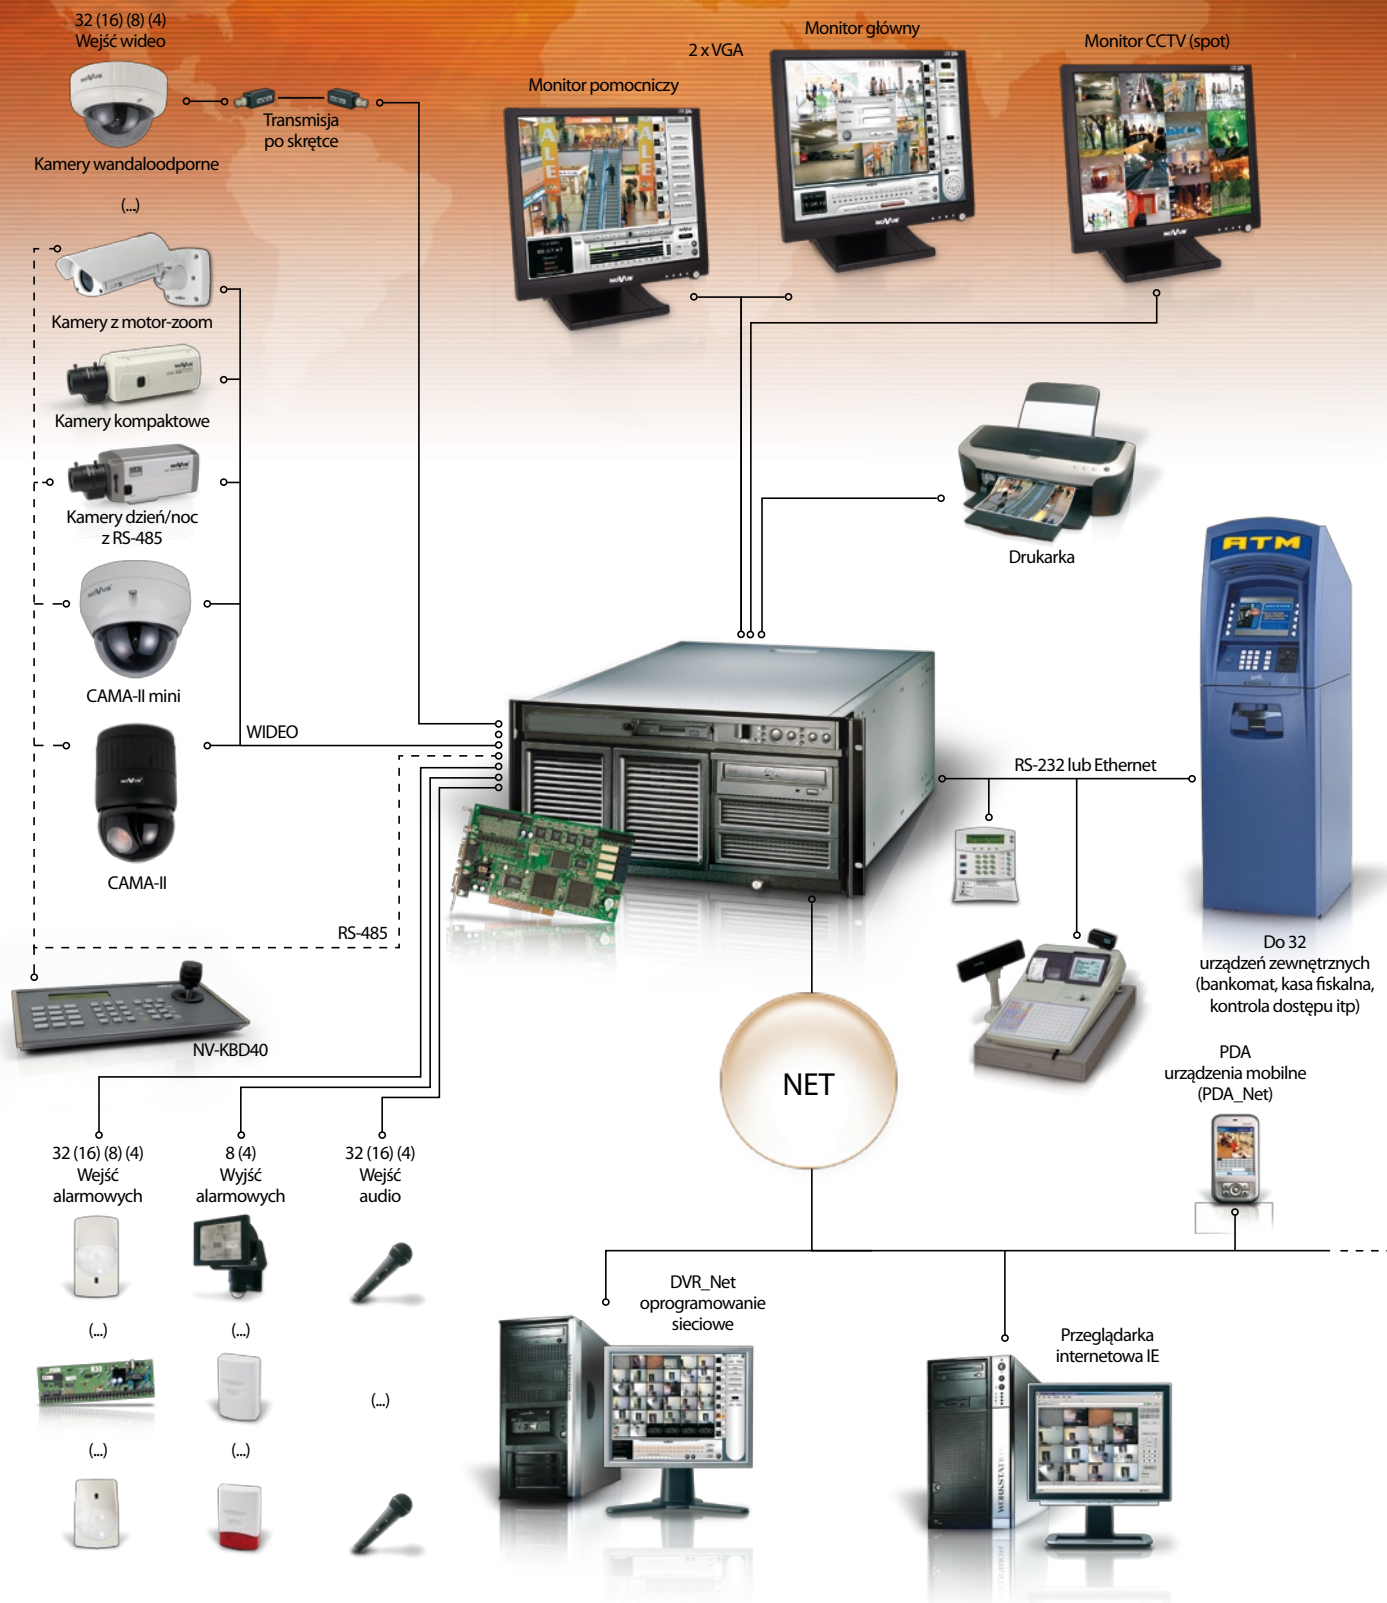 32 (16) (8) (4)
Wejść wideo
Kamery wandaloodporne
Transmisja
po skrętce
2 x VGA
Monitor pomocniczy
Monitor główny
Monitor CCTV (spot)
(...)
Kamery z motor-zoom
Kamery kompaktowe
Kamery dzień/noc
z RS-485
CAMA-II mini
CAMA-II
WIDEO
RS-485
NV-KBD40
Drukarka
ATM
RS-232 lub Ethernet
Do 32
urządzeń zewnętrznych
(bankomat, kasa fiskalna,
kontrola dostępu itp)
NET
PDA
urządzenia mobilne
(PDA_Net)
32 (16) (8) (4)
Wejść
alarmowych
(...)
(...)
8 (4)
Wyjść
alarmowych
(...)
(...)
32 (16) (4)
Wejść
audio
(...)
DVR_Net
oprogramowanie
sieciowe
Przeglądarka
internetowa IE
WORKSTATION